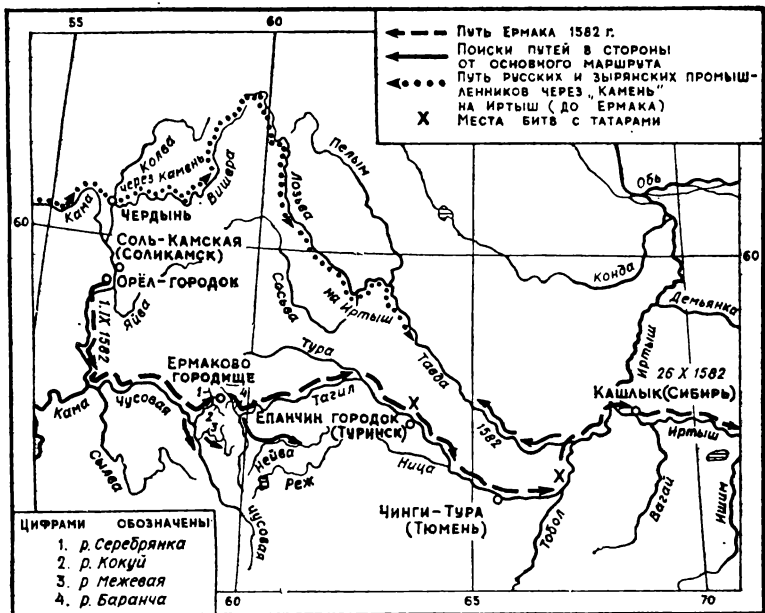 55
60
Путь Ермака 1582 г.
Поиски путей в стороны
от основного маршрута
Путь русских и зырянских промыш-
ленников через „Камень"
на Иртыш (до Ермака)
X Места битв с татарами
Колва
через Камень
Вишера
Кама
Чердынь
Лозьва
Пелым
Обь
60
60
Соль-Камская
(Соликамск)
Орёл-городок
Яйва
1.IX 1582
Сосьва
на Иртыш
Конда
Демьянка
Иртыш
Тура
Тавда
Ермаково
городище
1
2
3
4
Тагил
26 X 1582
Кашлык (Сибирь)
Кама
Чусовая
Епанчин городок
(Туринск)
1582
Иртыш
Нейва
Реж
Ница
Сылва
Чусовая
Чинги-Тура
(Тюмень)
Тобол
Вагай
Ишим
Цифрами обозначены
1. р. Серебрянка
2. р. Кокуй
3 р Межевая
4. р. Баранча
60
65
70